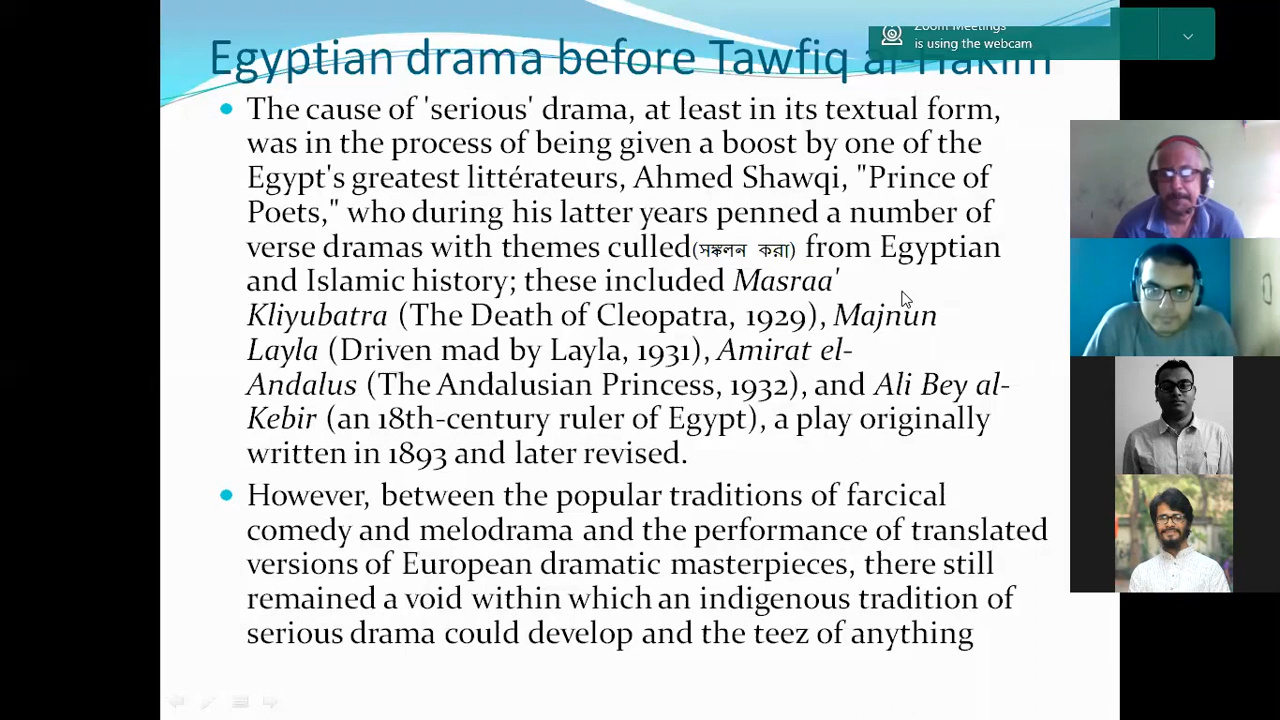 Egyptian drama before Tawfiq al-Hakim
Zoom Meetings
is using the webcam
The cause of 'serious' drama, at least in its textual form,
was in the process of being given a boost by one of the
Egypt's greatest littérateurs, Ahmed Shawqi, "Prince of
Poets," who during his latter years penned a number of
verse dramas with themes culled(সঙ্কলন করা) from Egyptian
and Islamic history; these included Masraa'
Kliyubatra (The Death of Cleopatra, 1929), Majnun
Layla (Driven mad by Layla, 1931), Amirat el-
Andalus (The Andalusian Princess, 1932), and Ali Bey al-
Kebir (an 18th-century ruler of Egypt), a play originally
written in 1893 and later revised.
However, between the popular traditions of farcical
comedy and melodrama and the performance of translated
versions of European dramatic masterpieces, there still
remained a void within which an indigenous tradition of
serious drama could develop and the teez of anything